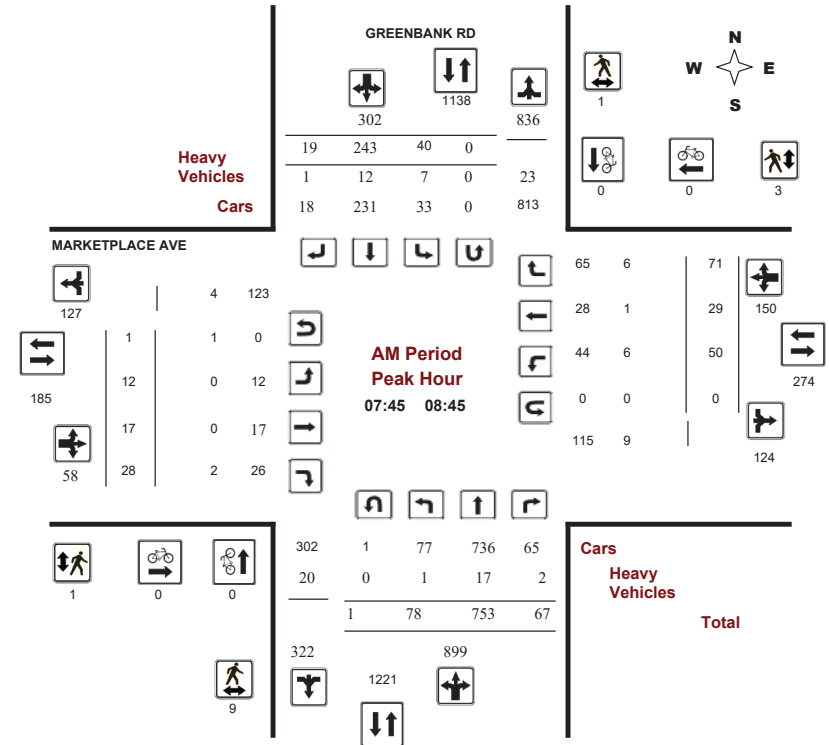 GREENBANK RD
N
W E
S
1138
1
302 836
19 243 40 0
Heavy
Vehicles
1 12 7 0 23
Cars
18 231 33 0 813
0 0 3
MARKETPLACE AVE
127
4 123
1 1 0
12 0 12
185
17 0 17
58
28 2 26
AM Period
Peak Hour
07:45 08:45
65 6 71
28 1 29 150
44 6 50
274
0 0 0
115 9
124
302 1 77 736 65
20 0 1 17 2
1 78 753 67
322 899
1221
Cars
Heavy
Vehicles
Total
1 0 0
9